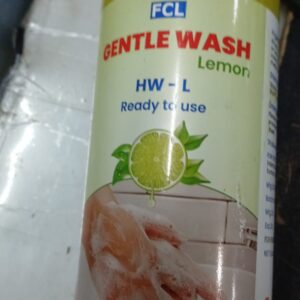 FCL
GENTLE WASH
Lemon
HW - L
Ready to use